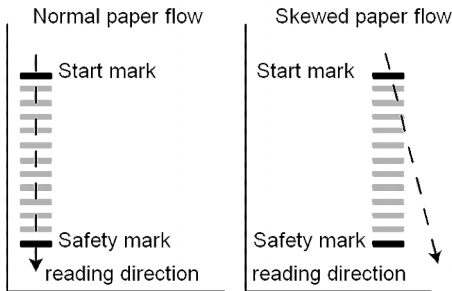 Normal paper flow
Start mark
Safety mark
reading direction
Skewed paper flow
Start mark
Safety mark
reading direction